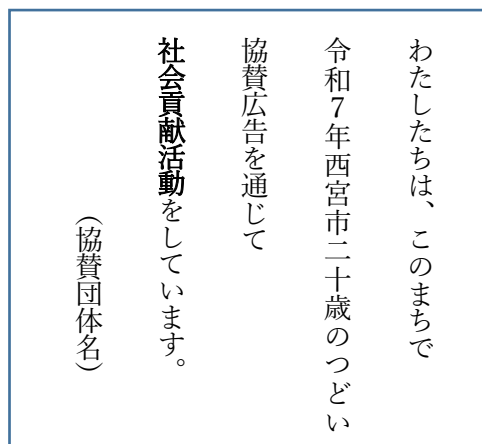 わたしたちは、このまちで
令和７年西宮市二十歳のつどい
協賛広告を通じて
社会貢献活動をしています。
（協賛団体名）